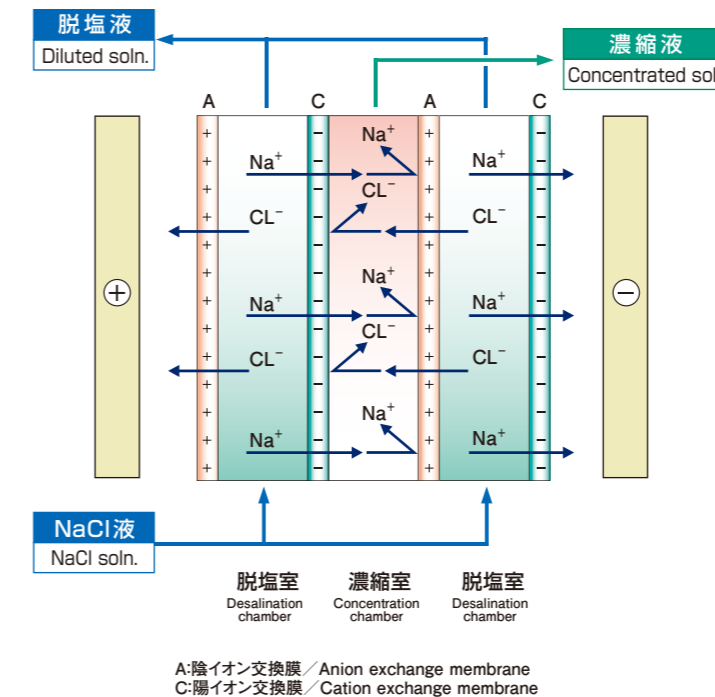 脱塩液
Diluted soln.
濃縮液
Concentrated sol
A C A C
+ − + −
Na⁺
Na⁺ Na⁺
CL⁻
CL⁻ CL⁻
Na⁺
Na⁺ Na⁺
CL⁻
CL⁻ CL⁻
Na⁺
Na⁺ Na⁺
+ −
NaCl液
NaCl soln.
脱塩室 濃縮室 脱塩室
Desalination Concentration Desalination
chamber chamber chamber
A:陰イオン交換膜/Anion exchange membrane
C:陽イオン交換膜/Cation exchange membrane